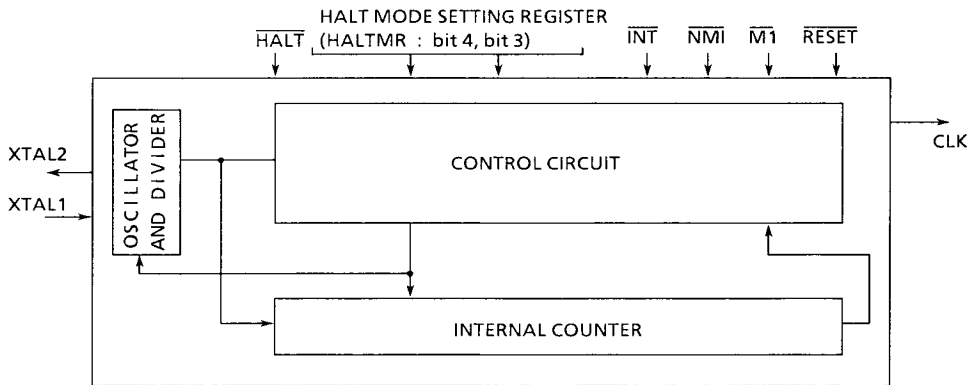 HALT MODE SETTING REGISTER
HALT (HALTMR : bit 4, bit 3) INT NMI M1 RESET
CLK
XTAL2
XTAL1
OSCILLATOR
AND DIVIDER
CONTROL CIRCUIT
INTERNAL COUNTER